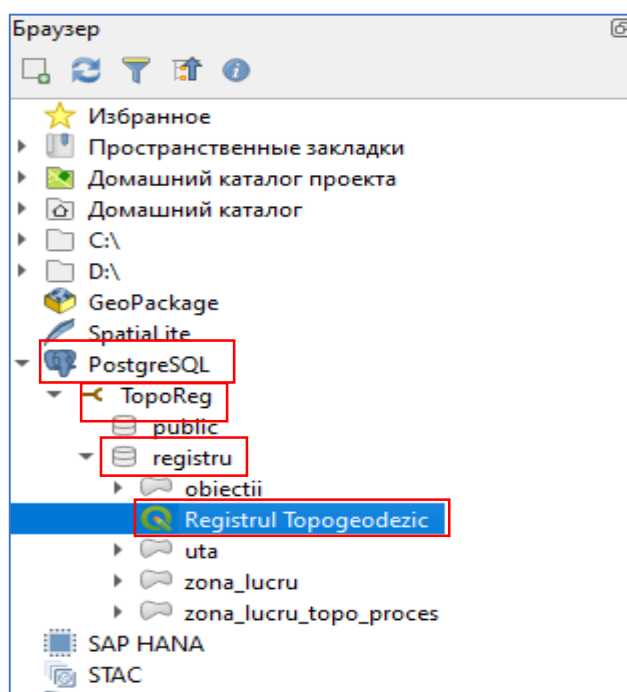 Браузер
Избранное
Пространственные закладки
Домашний каталог проекта
Домашний каталог
C:\
D:\
GeoPackage
SpatiaLite
PostgreSQL
TopoReg
public
registru
obiectii
Registrul Topogeodezic
uta
zona_lucru
zona_lucru_topo_proces
SAP HANA
STAC